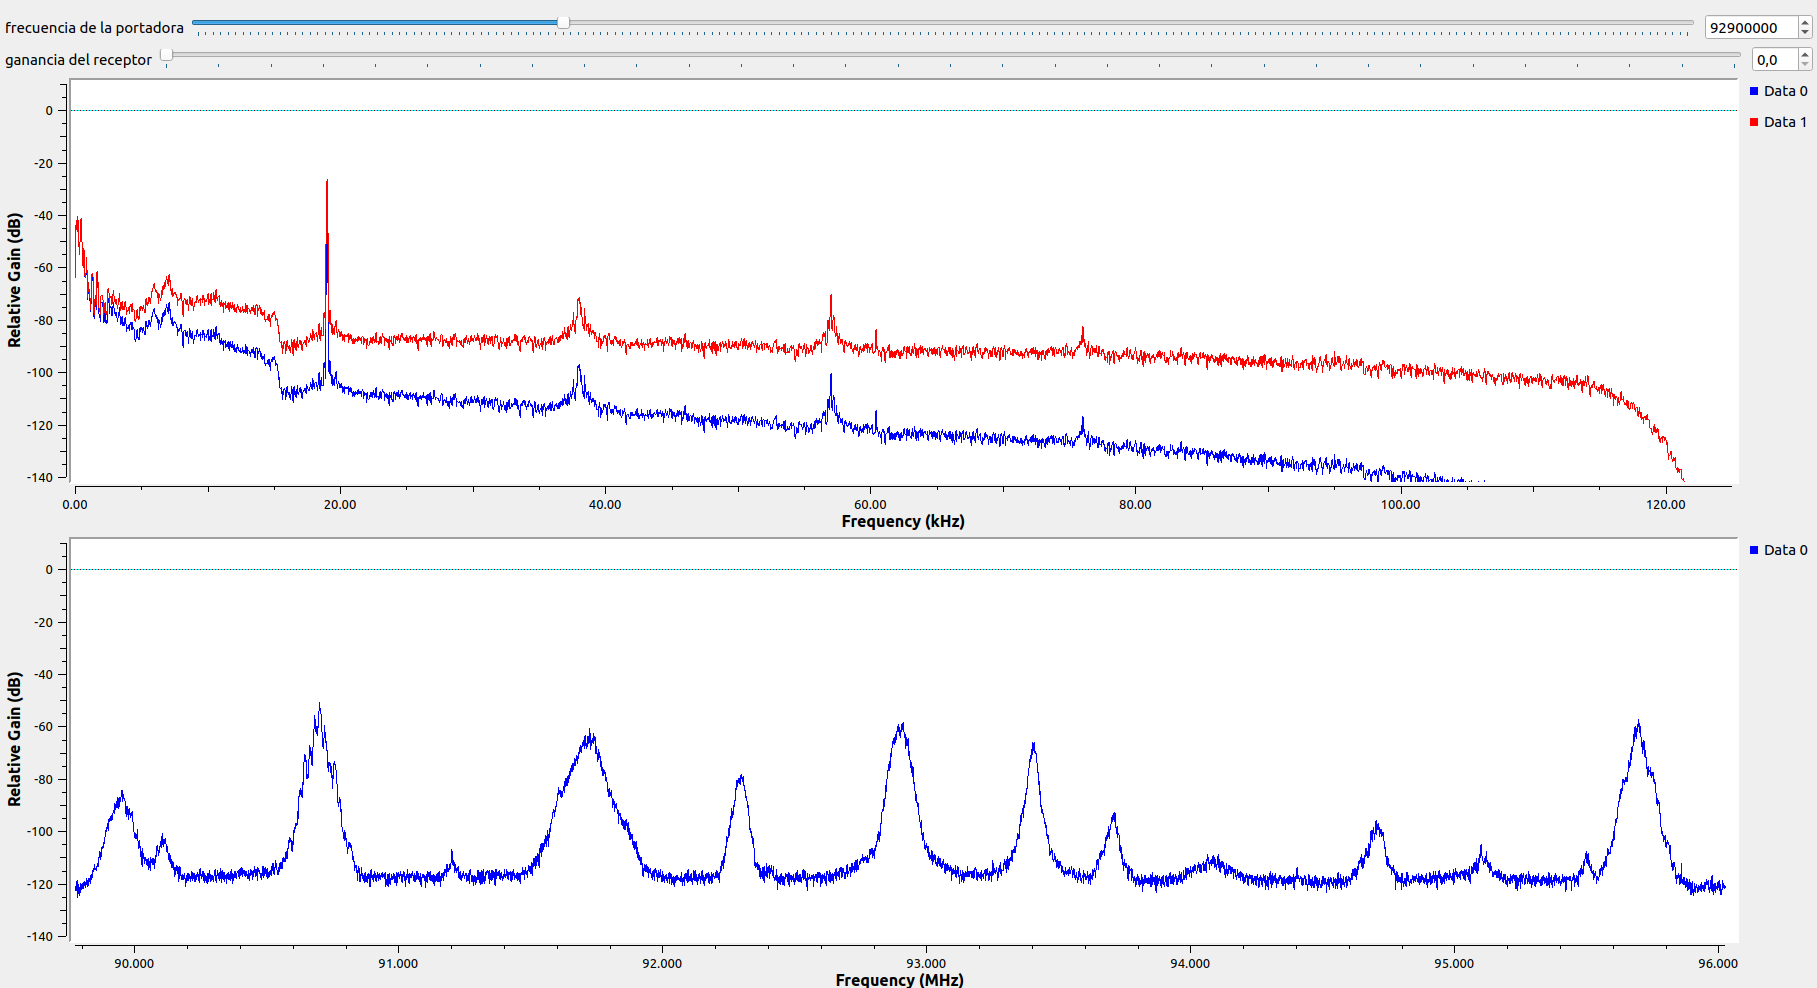 frecuencia de la portadora 92900000
ganancia del receptor 0,0
Data 0
Data 1
Relative Gain (dB)
0
-20
-40
-60
-80
-100
-120
-140
0.00 20.00 40.00 60.00 80.00 100.00 120.00
Frequency (kHz)
Data 0
Relative Gain (dB)
0
-20
-40
-60
-80
-100
-120
-140
90.000 91.000 92.000 93.000 94.000 95.000 96.000
Frequency (MHz)